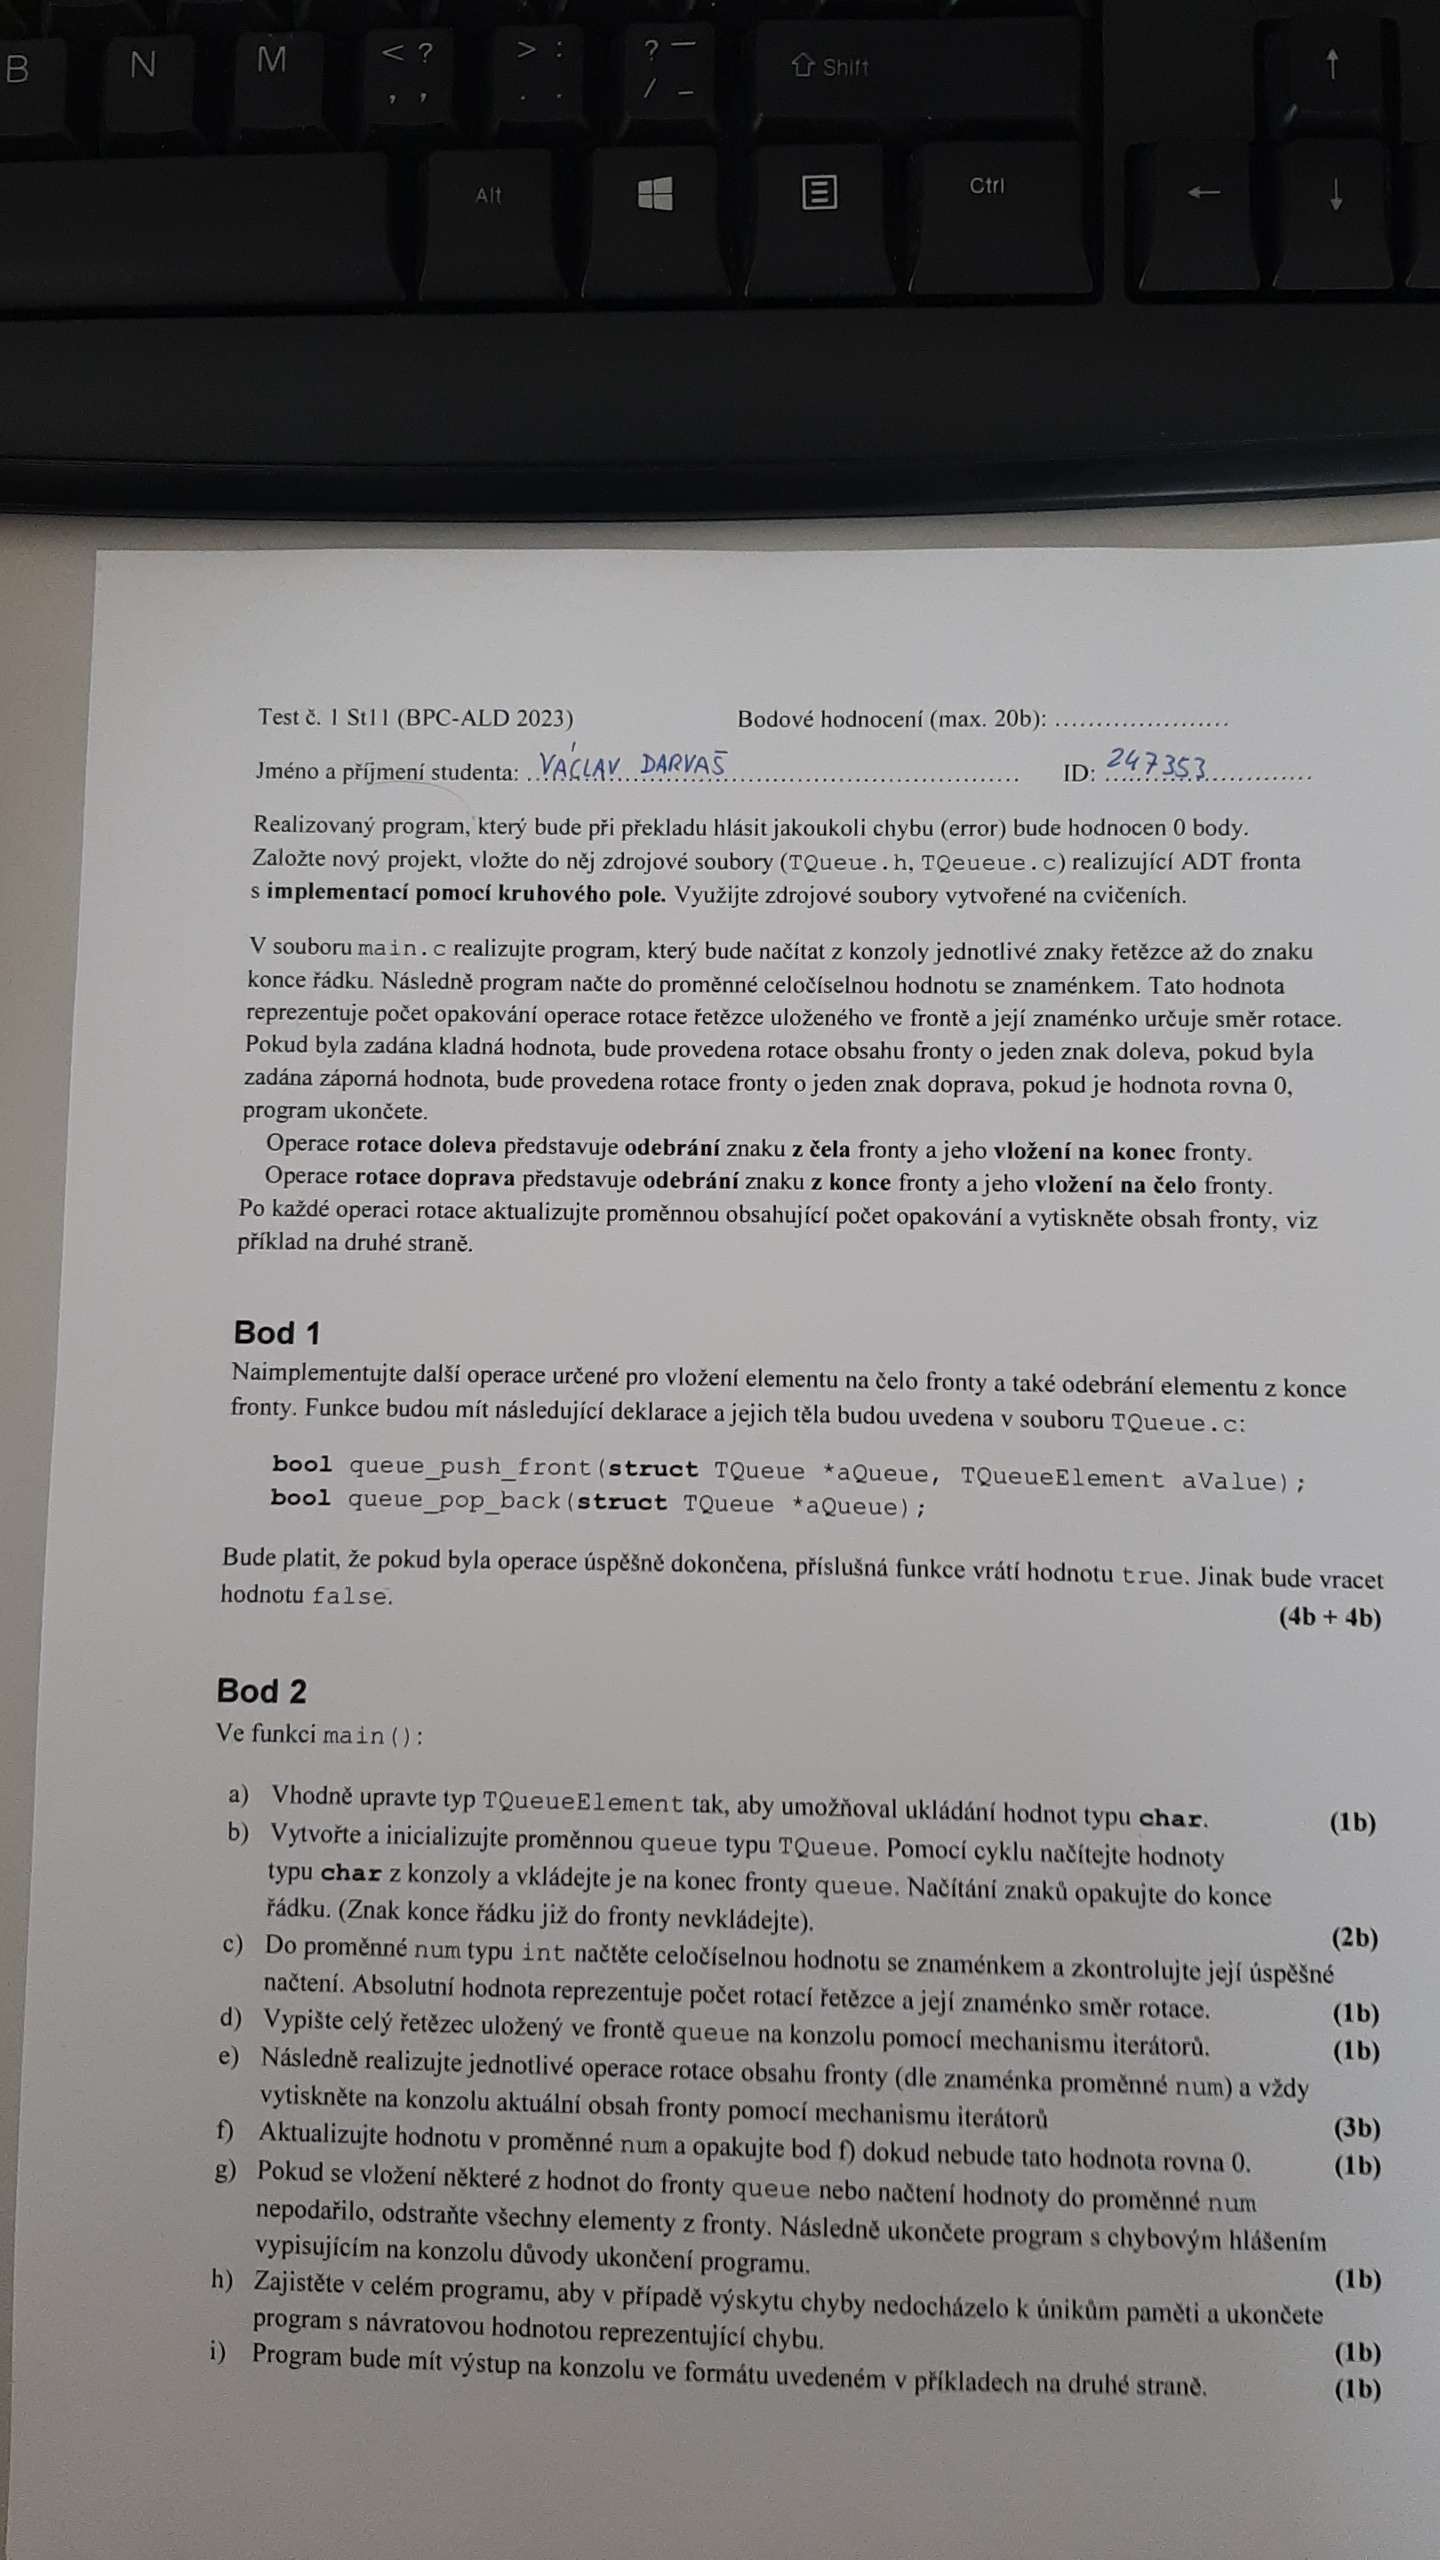 B N M < ? > : ? —
, , . . / –
⇧ Shift ↑
Alt Ctrl ← ↓
Test č. 1 St11 (BPC-ALD 2023) Bodové hodnocení (max. 20b): .....................
Jméno a příjmení studenta: VÁCLAV DARVAŠ ID: 247353
Realizovaný program, který bude při překladu hlásit jakoukoli chybu (error) bude hodnocen 0 body.
Založte nový projekt, vložte do něj zdrojové soubory (TQueue.h, TQeueue.c) realizující ADT fronta
s implementací pomocí kruhového pole. Využijte zdrojové soubory vytvořené na cvičeních.
V souboru main.c realizujte program, který bude načítat z konzoly jednotlivé znaky řetězce až do znaku
konce řádku. Následně program načte do proměnné celočíselnou hodnotu se znaménkem. Tato hodnota
reprezentuje počet opakování operace rotace řetězce uloženého ve frontě a její znaménko určuje směr rotace.
Pokud byla zadána kladná hodnota, bude provedena rotace obsahu fronty o jeden znak doleva, pokud byla
zadána záporná hodnota, bude provedena rotace fronty o jeden znak doprava, pokud je hodnota rovna 0,
program ukončete.
Operace rotace doleva představuje odebrání znaku z čela fronty a jeho vložení na konec fronty.
Operace rotace doprava představuje odebrání znaku z konce fronty a jeho vložení na čelo fronty.
Po každé operaci rotace aktualizujte proměnnou obsahující počet opakování a vytiskněte obsah fronty, viz
příklad na druhé straně.
Bod 1
Naimplementujte další operace určené pro vložení elementu na čelo fronty a také odebrání elementu z konce
fronty. Funkce budou mít následující deklarace a jejich těla budou uvedena v souboru TQueue.c:
bool queue_push_front(struct TQueue *aQueue, TQueueElement aValue);
bool queue_pop_back(struct TQueue *aQueue);
Bude platit, že pokud byla operace úspěšně dokončena, příslušná funkce vrátí hodnotu true. Jinak bude vracet
hodnotu false.
(4b + 4b)
Bod 2
Ve funkci main():
a) Vhodně upravte typ TQueueElement tak, aby umožňoval ukládání hodnot typu char. (1b)
b) Vytvořte a inicializujte proměnnou queue typu TQueue. Pomocí cyklu načítejte hodnoty
typu char z konzoly a vkládejte je na konec fronty queue. Načítání znaků opakujte do konce
řádku. (Znak konce řádku již do fronty nevkládejte). (2b)
c) Do proměnné num typu int načtěte celočíselnou hodnotu se znaménkem a zkontrolujte její úspěšné
načtení. Absolutní hodnota reprezentuje počet rotací řetězce a její znaménko směr rotace. (1b)
d) Vypište celý řetězec uložený ve frontě queue na konzolu pomocí mechanismu iterátorů. (1b)
e) Následně realizujte jednotlivé operace rotace obsahu fronty (dle znaménka proměnné num) a vždy
vytiskněte na konzolu aktuální obsah fronty pomocí mechanismu iterátorů (3b)
f) Aktualizujte hodnotu v proměnné num a opakujte bod f) dokud nebude tato hodnota rovna 0. (1b)
g) Pokud se vložení některé z hodnot do fronty queue nebo načtení hodnoty do proměnné num
nepodařilo, odstraňte všechny elementy z fronty. Následně ukončete program s chybovým hlášením
vypisujícím na konzolu důvody ukončení programu. (1b)
h) Zajistěte v celém programu, aby v případě výskytu chyby nedocházelo k únikům paměti a ukončete
program s návratovou hodnotou reprezentující chybu. (1b)
i) Program bude mít výstup na konzolu ve formátu uvedeném v příkladech na druhé straně. (1b)